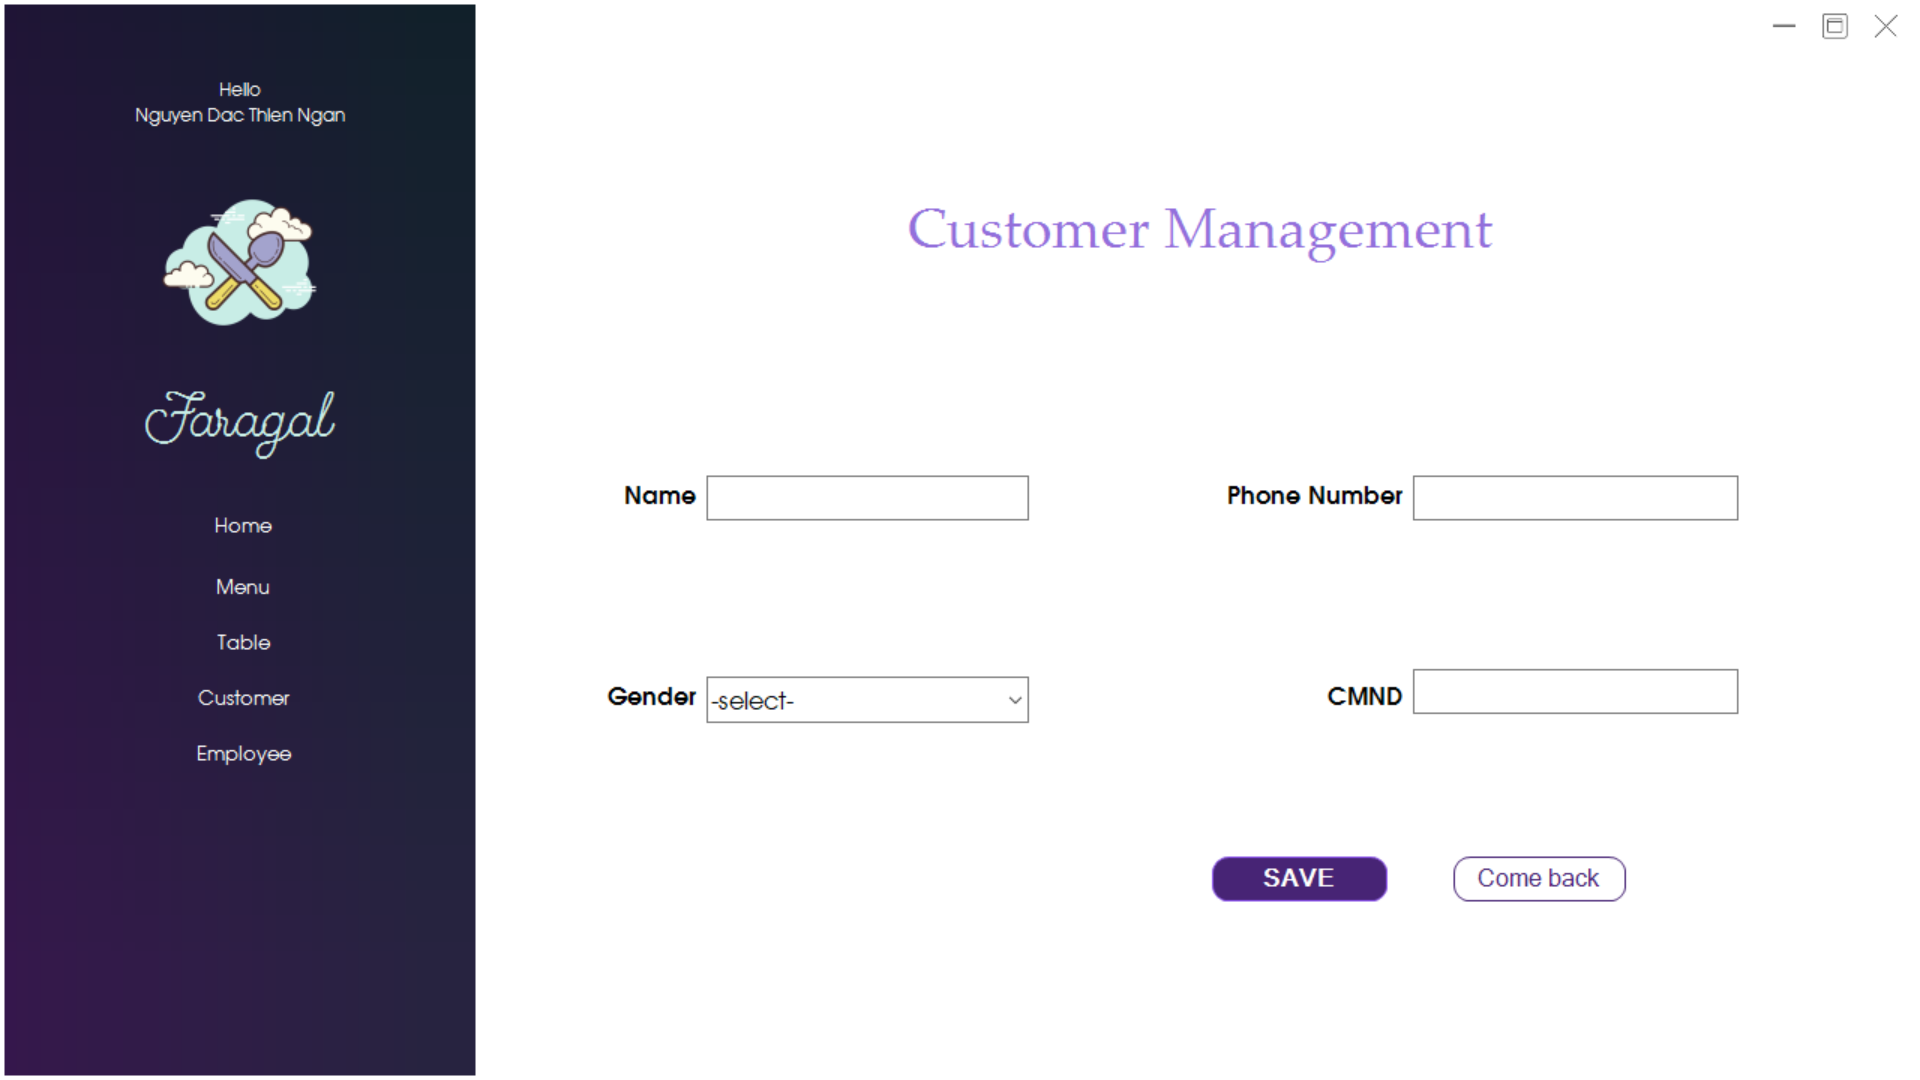 Hello
Nguyen Dac Thien Ngan
Faragal
Home
Menu
Table
Customer
Employee
Customer Management
Name
Phone Number
Gender
-select-
CMND
SAVE
Come back